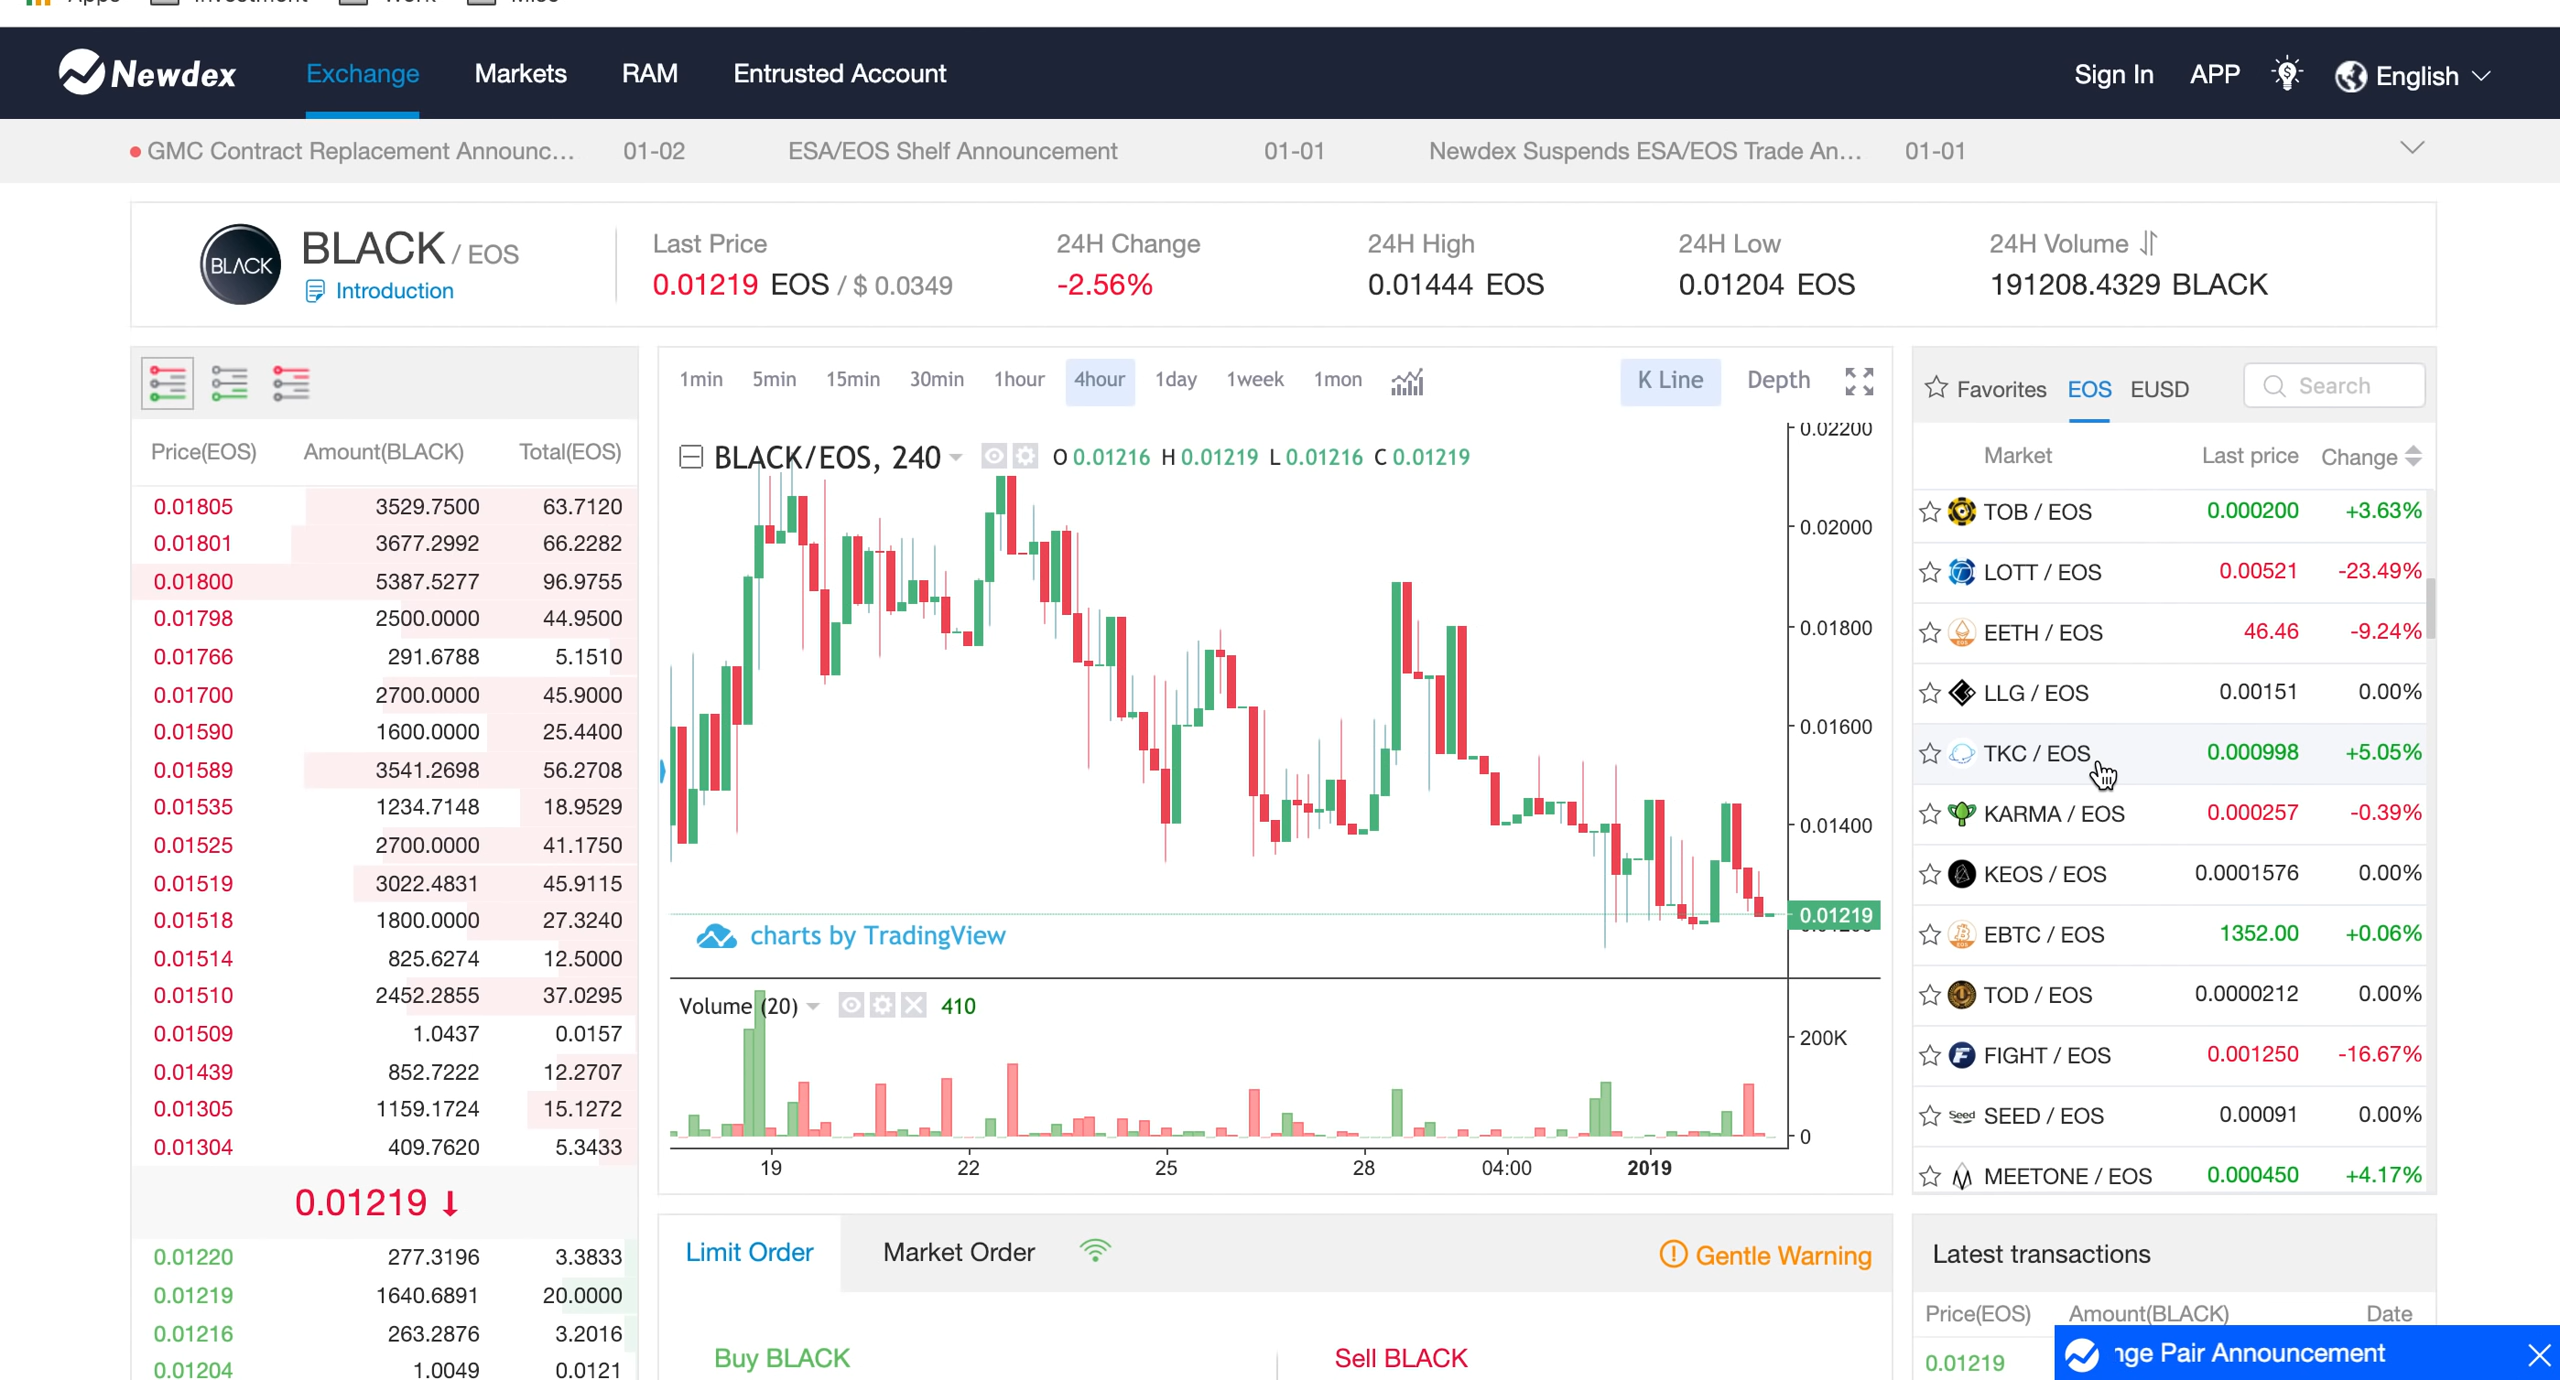 Newdex Exchange Markets RAM Entrusted Account Sign In APP English
GMC Contract Replacement Announc... 01-02 ESA/EOS Shelf Announcement 01-01 Newdex Suspends ESA/EOS Trade An... 01-01
BLACK
BLACK / EOS
Introduction
Last Price
0.01219 EOS / $ 0.0349
24H Change
-2.56%
24H High
0.01444 EOS
24H Low
0.01204 EOS
24H Volume
191208.4329 BLACK
Price(EOS) Amount(BLACK) Total(EOS)
0.01805 3529.7500 63.7120
0.01801 3677.2992 66.2282
0.01800 5387.5277 96.9755
0.01798 2500.0000 44.9500
0.01766 291.6788 5.1510
0.01700 2700.0000 45.9000
0.01590 1600.0000 25.4400
0.01589 3541.2698 56.2708
0.01535 1234.7148 18.9529
0.01525 2700.0000 41.1750
0.01519 3022.4831 45.9115
0.01518 1800.0000 27.3240
0.01514 825.6274 12.5000
0.01510 2452.2855 37.0295
0.01509 1.0437 0.0157
0.01439 852.7222 12.2707
0.01305 1159.1724 15.1272
0.01304 409.7620 5.3433
0.01219 ↓
0.01220 277.3196 3.3833
0.01219 1640.6891 20.0000
0.01216 263.2876 3.2016
0.01204 1.0049 0.0121
1min 5min 15min 30min 1hour 4hour 1day 1week 1mon K Line Depth
BLACK/EOS, 240 O 0.01216 H 0.01219 L 0.01216 C 0.01219
0.02200
0.02000
0.01800
0.01600
0.01400
0.01219
charts by TradingView
Volume (20) 410
200K
0
19 22 25 28 04:00 2019
Limit Order Market Order Gentle Warning
Buy BLACK Sell BLACK
Favorites EOS EUSD Search
Market Last price Change
TOB / EOS 0.000200 +3.63%
LOTT / EOS 0.00521 -23.49%
EETH / EOS 46.46 -9.24%
LLG / EOS 0.00151 0.00%
TKC / EOS 0.000998 +5.05%
KARMA / EOS 0.000257 -0.39%
KEOS / EOS 0.0001576 0.00%
EBTC / EOS 1352.00 +0.06%
TOD / EOS 0.0000212 0.00%
FIGHT / EOS 0.001250 -16.67%
Seed SEED / EOS 0.00091 0.00%
MEETONE / EOS 0.000450 +4.17%
Latest transactions
Price(EOS) Amount(BLACK) Date
0.01219
nge Pair Announcement